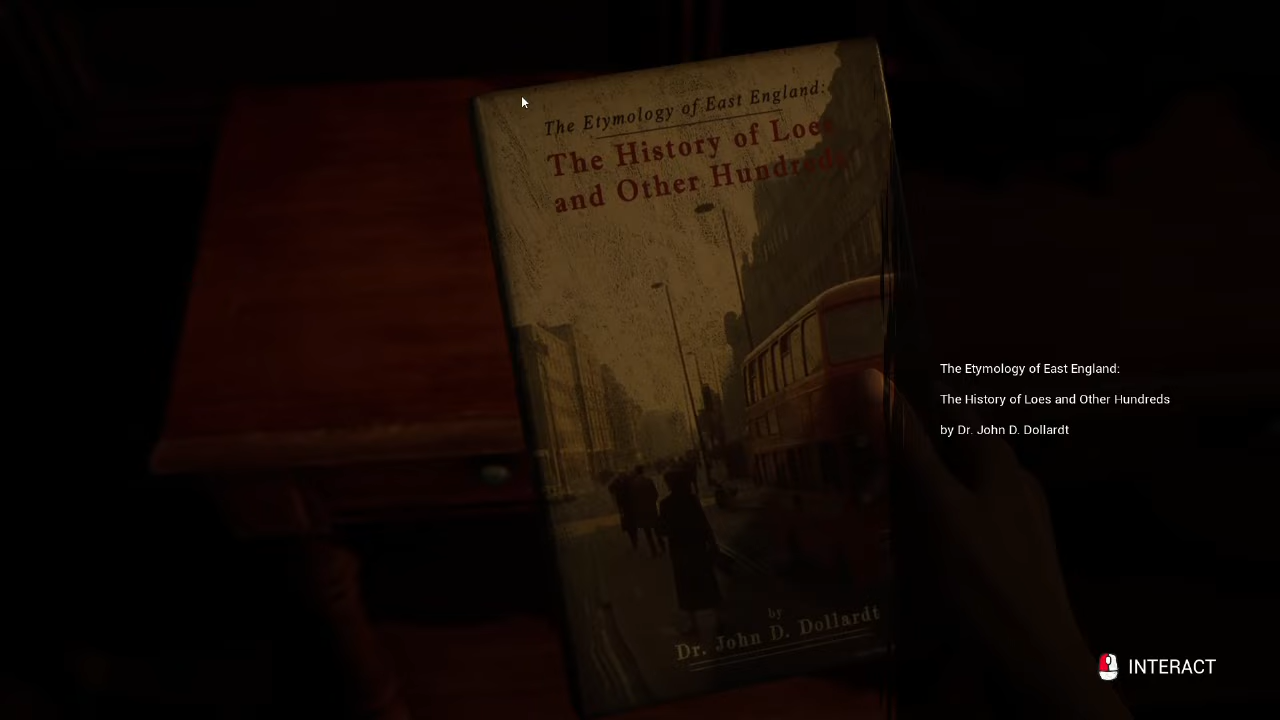 The Etymology of East England:
The History of Loes
and Other Hundreds
by
Dr. John D. Dollardt
The Etymology of East England:
The History of Loes and Other Hundreds
by Dr. John D. Dollardt
INTERACT